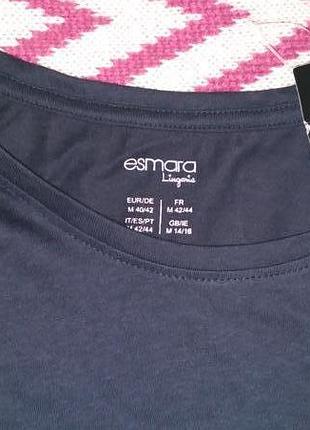 esmara
Lingerie
EUR/DE FR
M 40/42 M 42/44
IT/ES/PT GB/IE
M 42/44 M 14/16